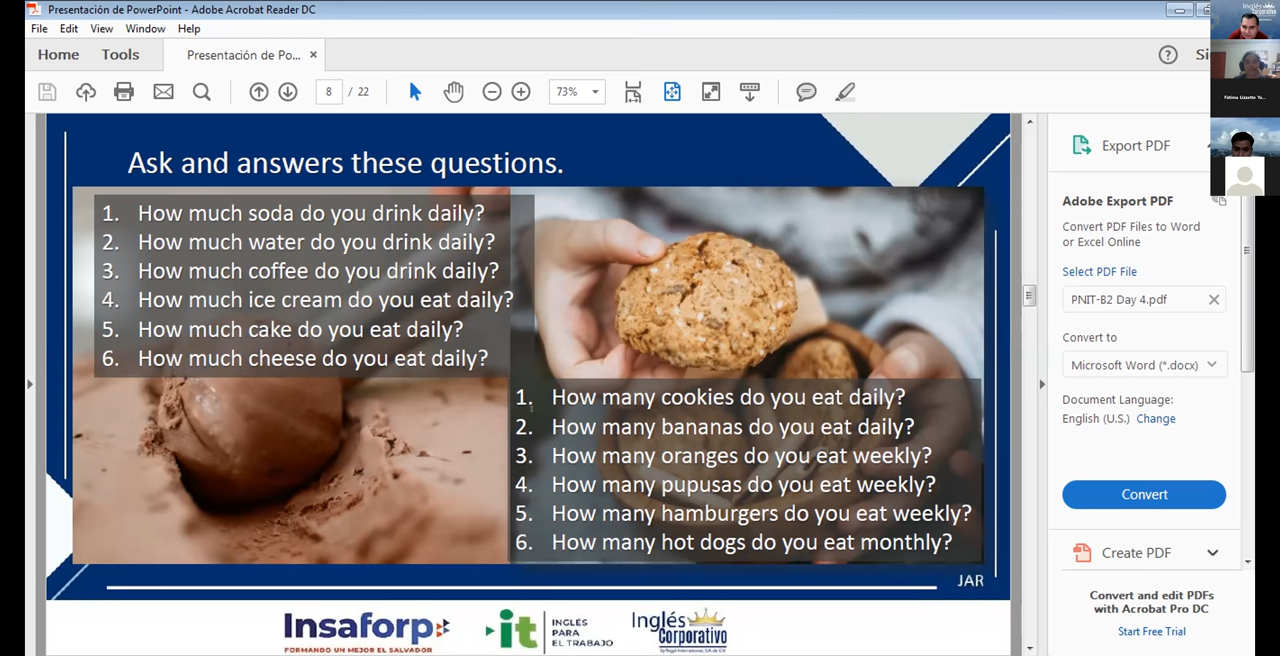 Presentación de PowerPoint - Adobe Acrobat Reader DC
File Edit View Window Help
Home Tools Presentación de Po... ×
8 / 22 73%
Ask and answers these questions.
1. How much soda do you drink daily?
2. How much water do you drink daily?
3. How much coffee do you drink daily?
4. How much ice cream do you eat daily?
5. How much cake do you eat daily?
6. How much cheese do you eat daily?
1. How many cookies do you eat daily?
2. How many bananas do you eat daily?
3. How many oranges do you eat weekly?
4. How many pupusas do you eat weekly?
5. How many hamburgers do you eat weekly?
6. How many hot dogs do you eat monthly?
JAR
Insaforp
FORMANDO UN MEJOR EL SALVADOR
it
INGLÉS
PARA
EL TRABAJO
Inglés
Corporativo
Export PDF
Adobe Export PDF
Convert PDF Files to Word
or Excel Online
Select PDF File
PNIT-B2 Day 4.pdf
Convert to
Microsoft Word (*.docx)
Document Language:
English (U.S.) Change
Convert
Create PDF
Convert and edit PDFs
with Acrobat Pro DC
Start Free Trial
Inglés
Corporativo